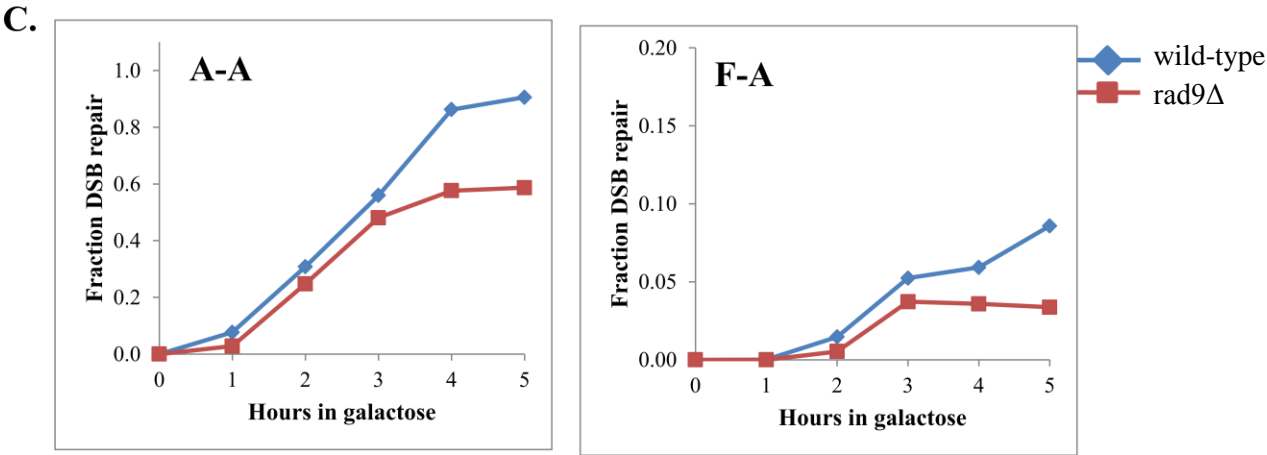 C.
A-A
Fraction DSB repair
1.0
0.8
0.6
0.4
0.2
0.0
0 1 2 3 4 5
Hours in galactose
F-A
Fraction DSB repair
0.20
0.15
0.10
0.05
0.00
0 1 2 3 4 5
Hours in galactose
wild-type
rad9Δ